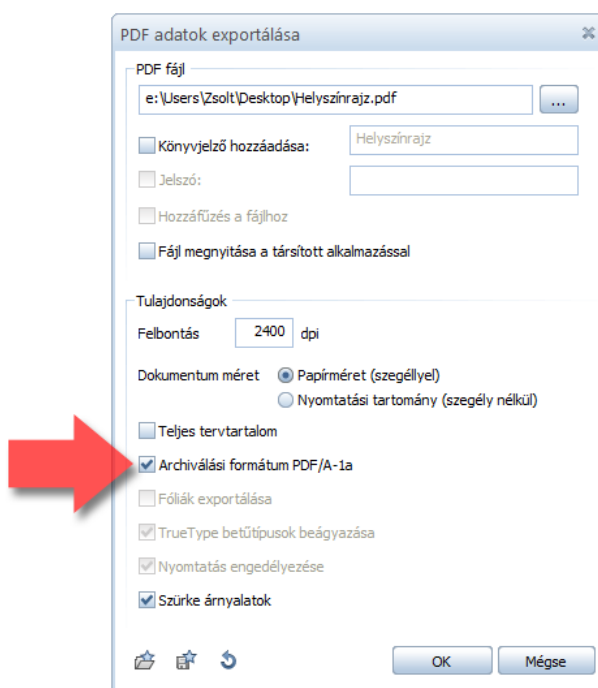 PDF adatok exportálása
PDF fájl
e:\Users\Zsolt\Desktop\Helyszínrajz.pdf ...
Könyvjelző hozzáadása: Helyszínrajz
Jelszó:
Hozzáfűzés a fájlhoz
Fájl megnyitása a társított alkalmazással
Tulajdonságok
Felbontás 2400 dpi
Dokumentum méret Papírméret (szegéllyel)
Nyomtatási tartomány (szegély nélkül)
Teljes tervtartalom
Archiválási formátum PDF/A-1a
Fóliák exportálása
TrueType betűtípusok beágyazása
Nyomtatás engedélyezése
Szürke árnyalatok
OK Mégse